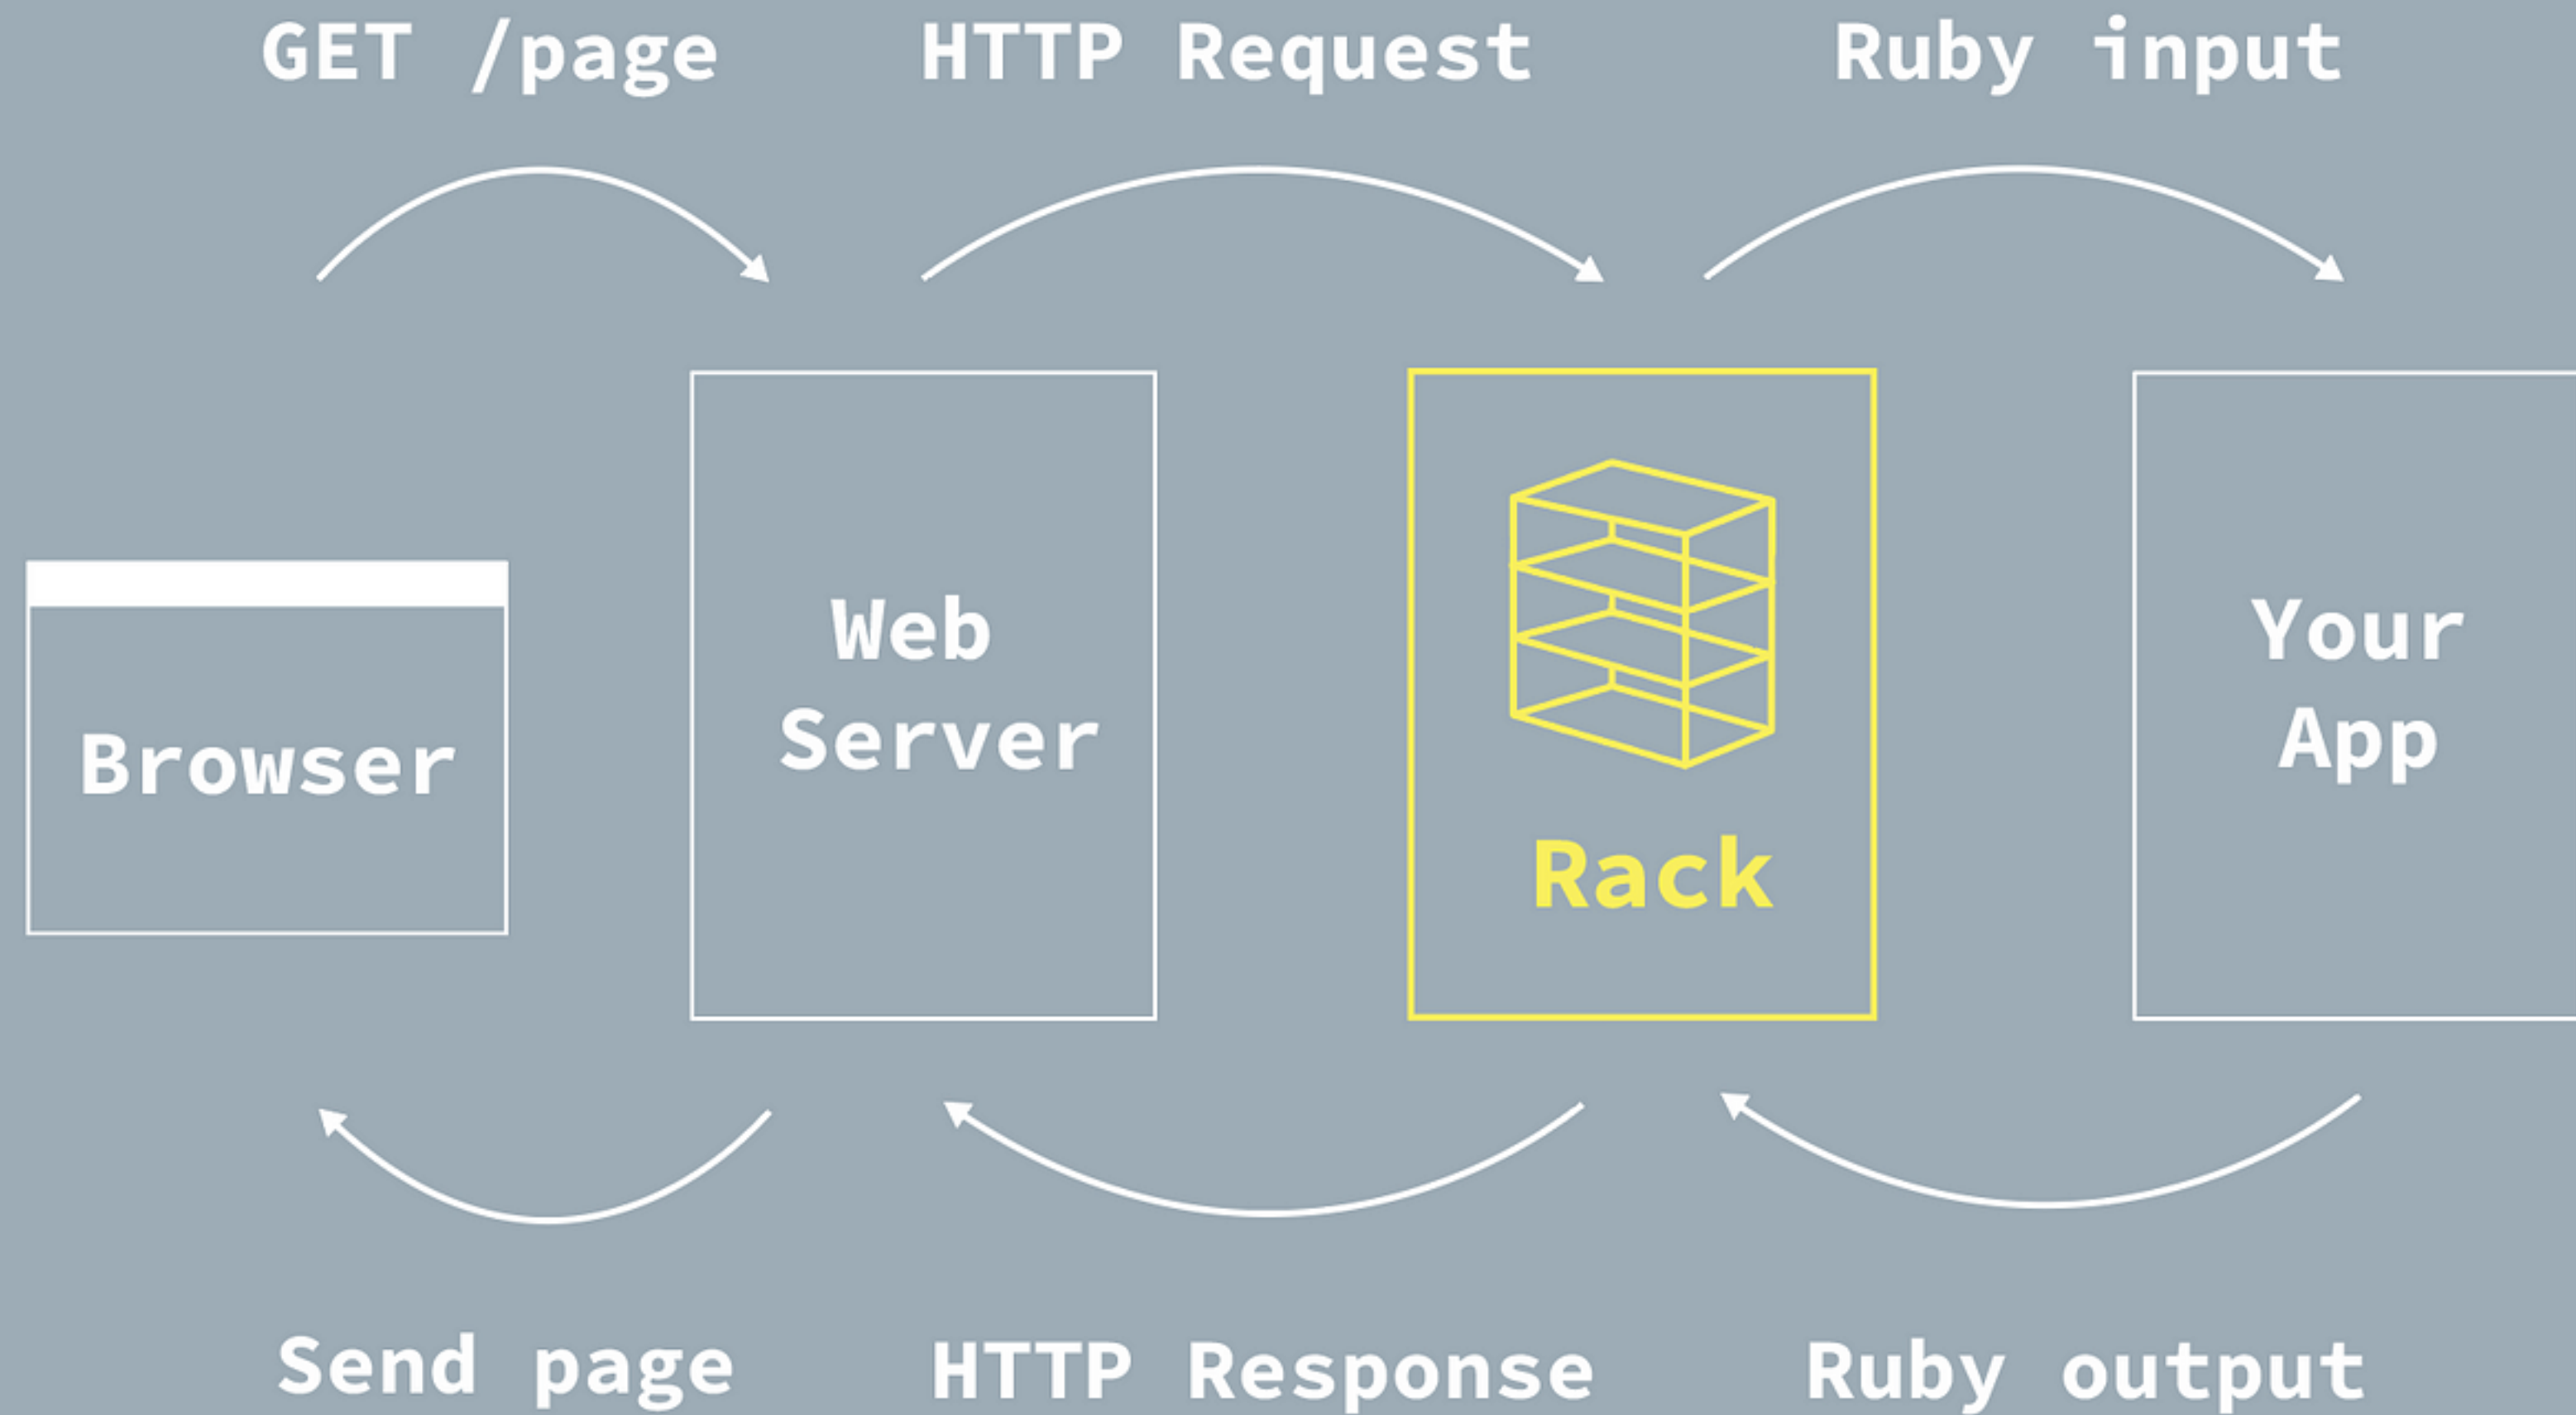 GET /page
HTTP Request
Ruby input
Browser
Web
Server
Rack
Your
App
Send page
HTTP Response
Ruby output